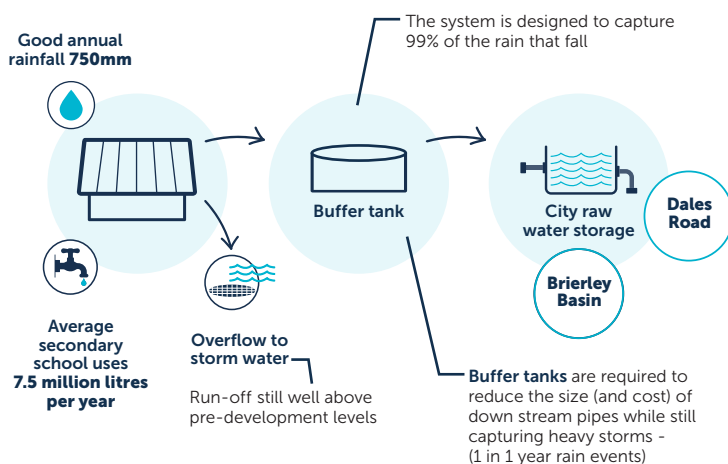 Good annual
rainfall 750mm
The system is designed to capture
99% of the rain that fall
Buffer tank
City raw
water storage
Dales
Road
Brierley
Basin
Average
secondary
school uses
7.5 million litres
per year
Overflow to
storm water
Run-off still well above
pre-development levels
Buffer tanks are required to
reduce the size (and cost) of
down stream pipes while still
capturing heavy storms -
(1 in 1 year rain events)